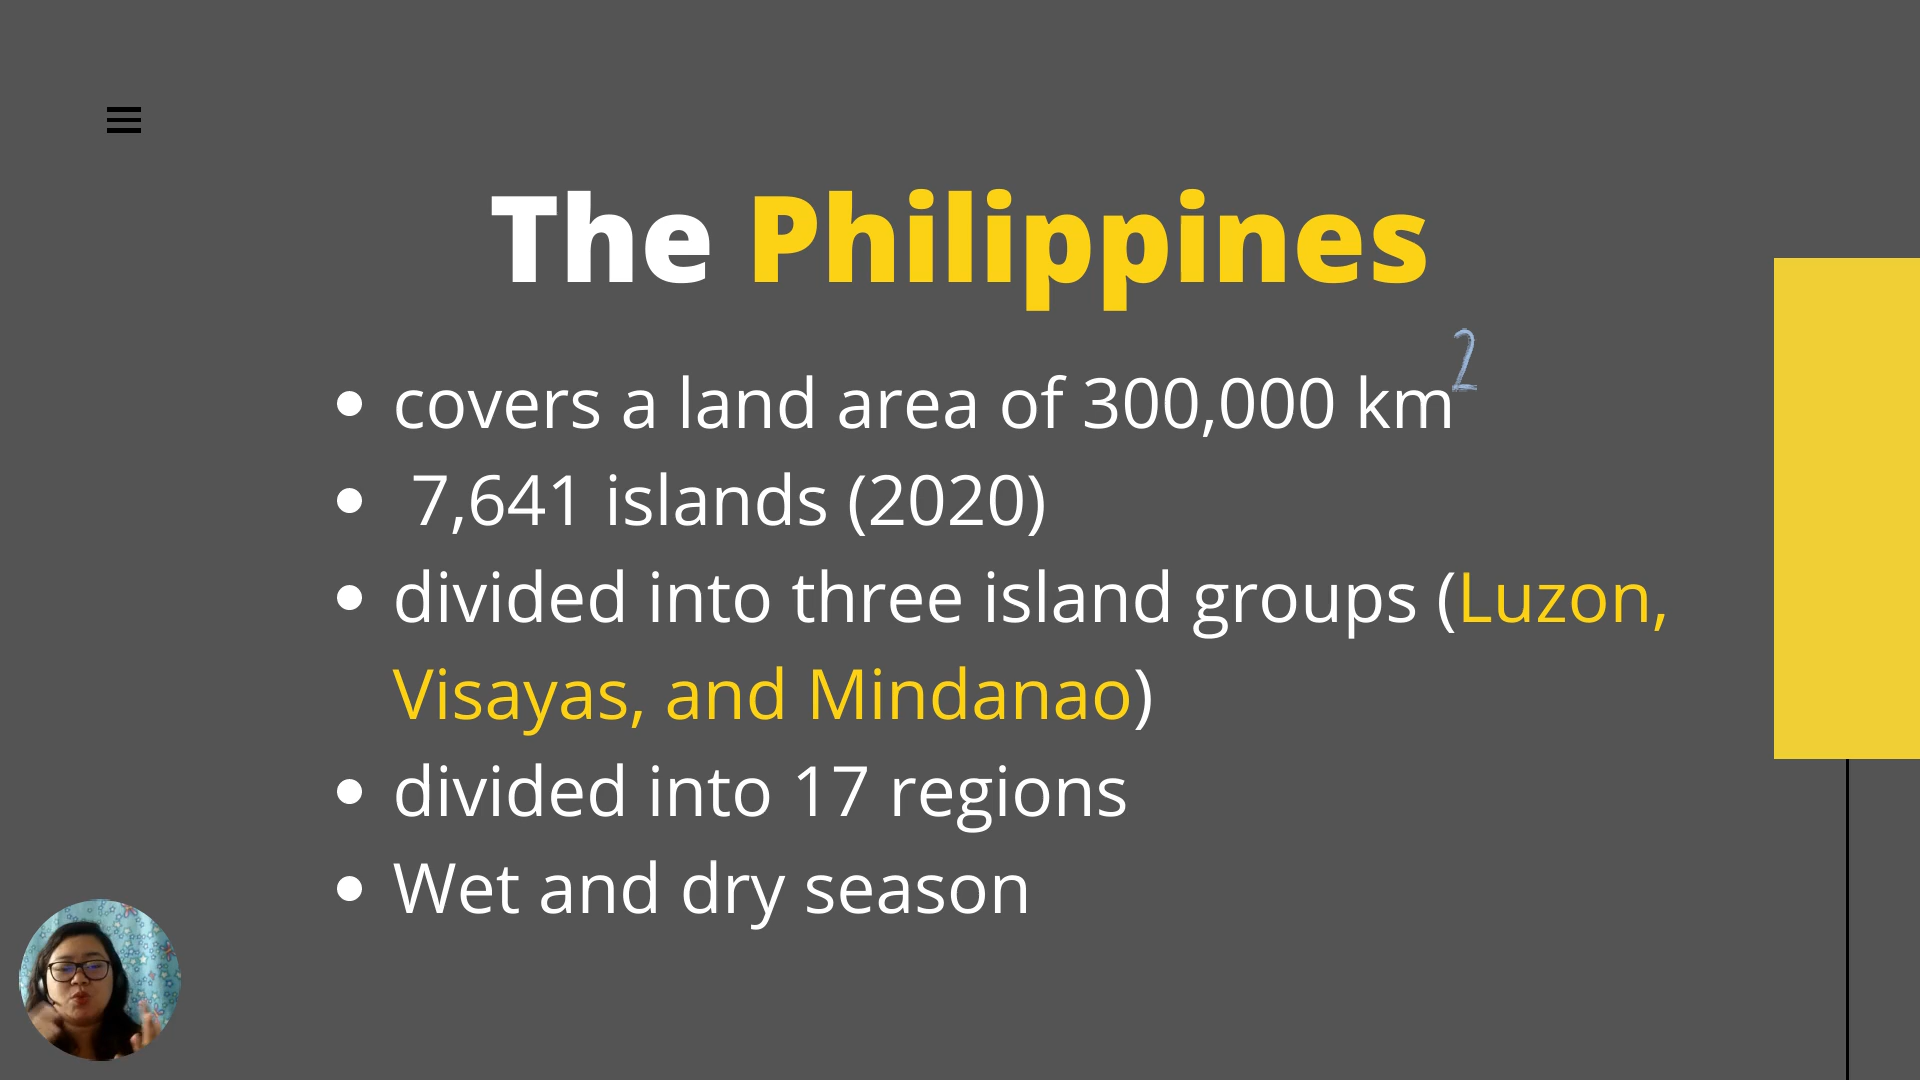 The Philippines
covers a land area of 300,000 km²
7,641 islands (2020)
divided into three island groups (Luzon,
Visayas, and Mindanao)
divided into 17 regions
Wet and dry season